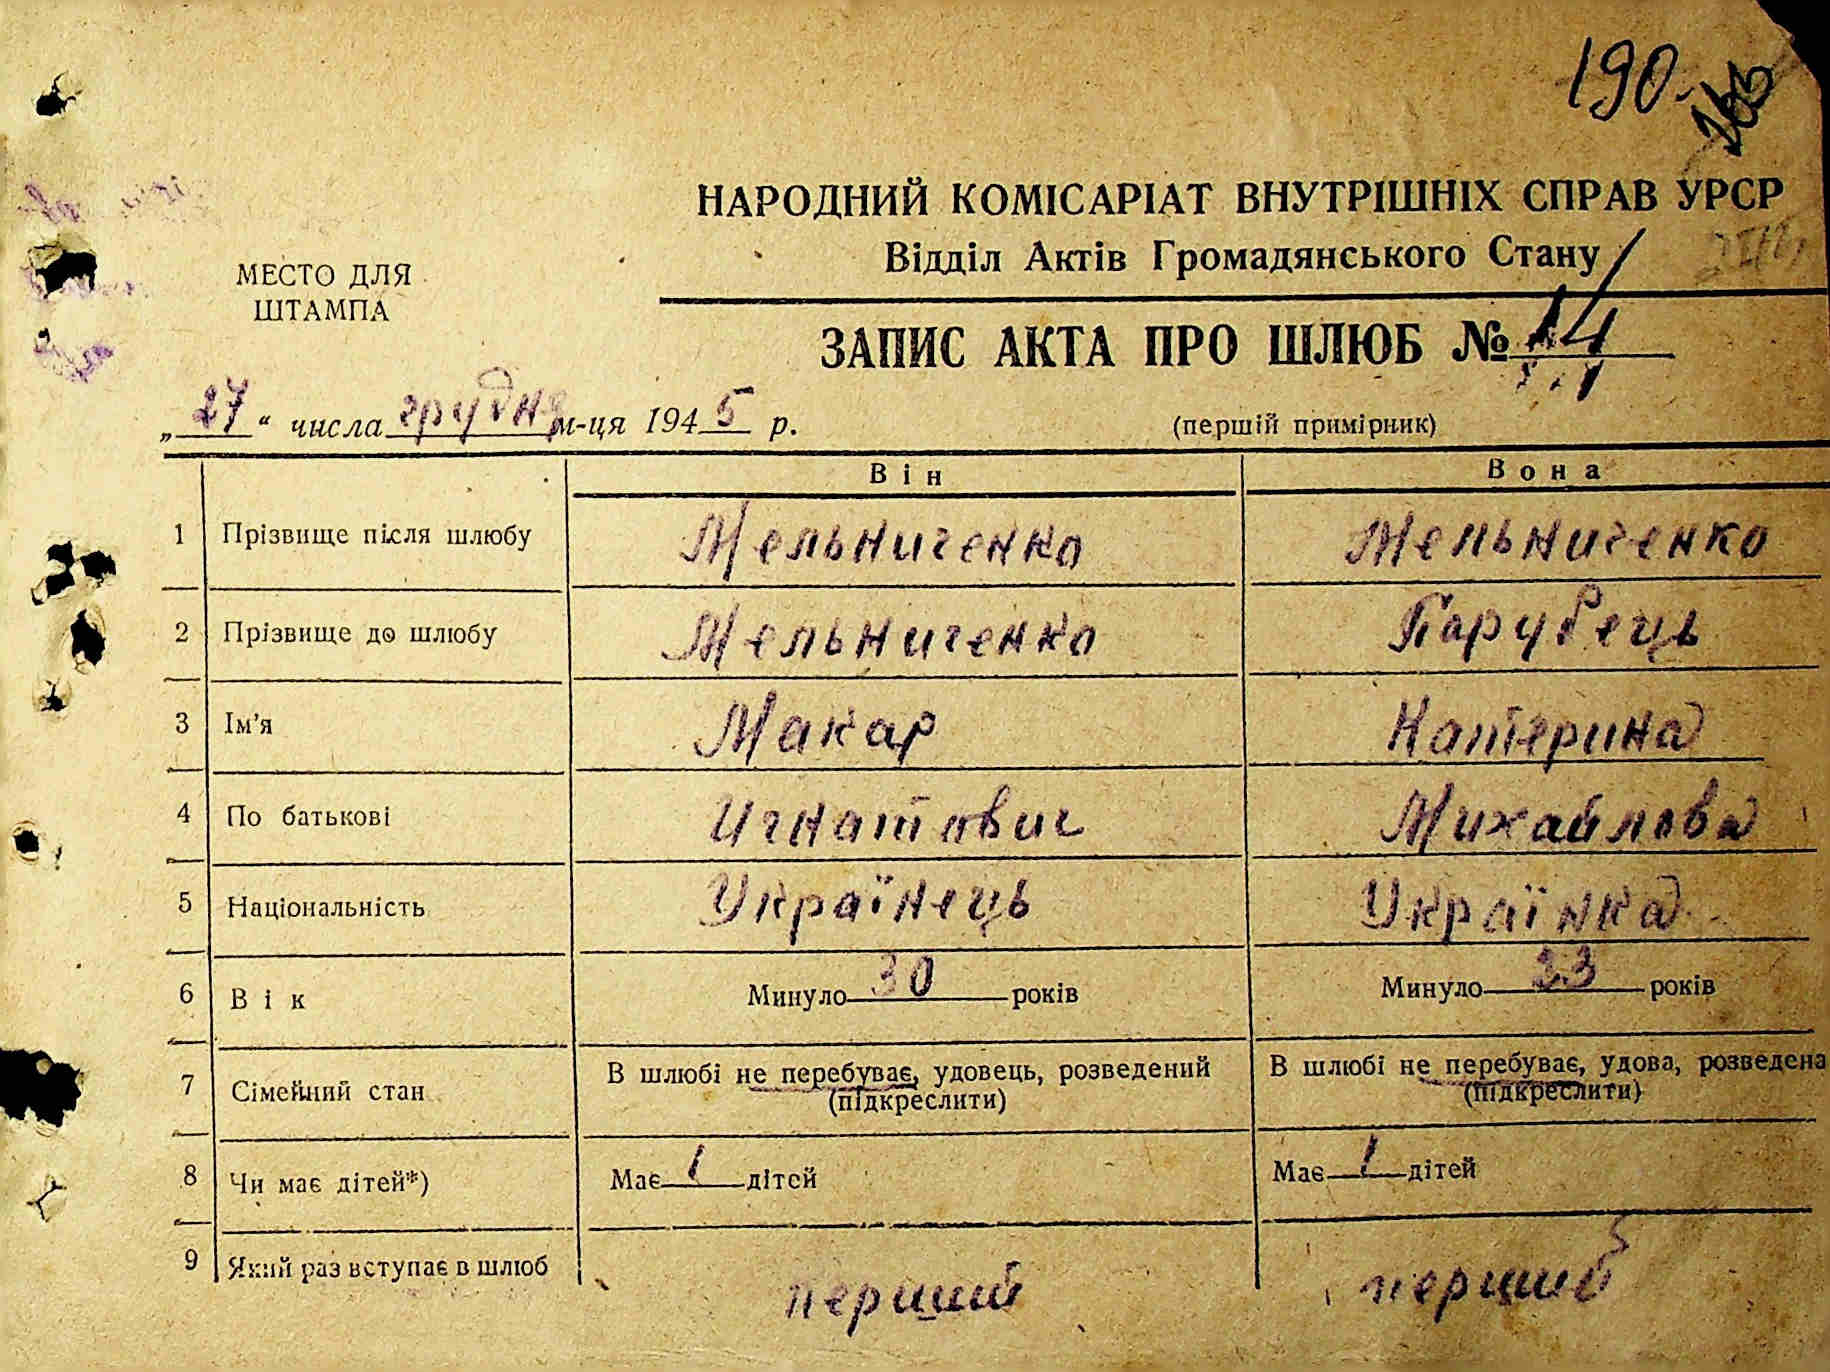 190.
НАРОДНИЙ КОМІСАРІАТ ВНУТРІШНІХ СПРАВ УРСР
Відділ Актів Громадянського Стану
МЕСТО ДЛЯ
ШТАМПА
ЗАПИС АКТА ПРО ШЛЮБ № 14
„27“ числа грудня м-ця 1945 р.
(першій примірник)
Він Вона
1 Прізвище після шлюбу Мельниченко Мельниченко
2 Прізвище до шлюбу Мельниченко Парубець
3 Ім'я Макар Катерина
4 По батькові Игнатович Михайлова
5 Національність Українець Українка
6 Вік Минуло 30 років Минуло 23 років
7 Сімейний стан В шлюбі не перебуває, удовець, розведений В шлюбі не перебуває, удова, розведена
(підкреслити) (підкреслити)
8 Чи має дітей*) Має 1 дітей Має 1 дітей
9 Який раз вступає в шлюб перший перший